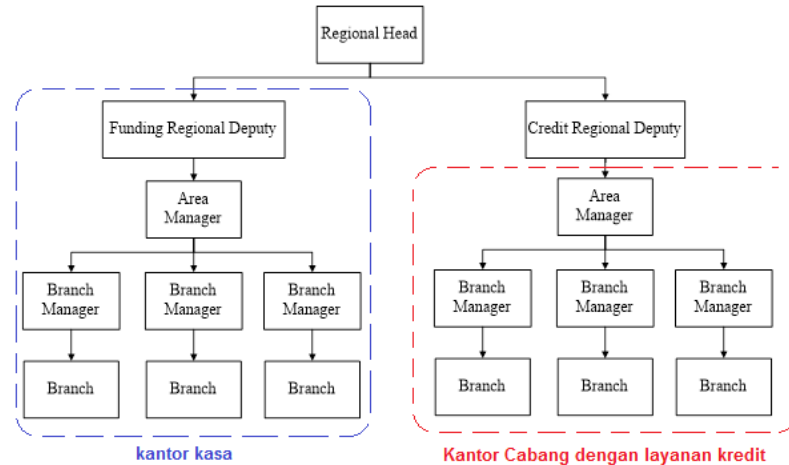 Regional Head
Funding Regional Deputy
Credit Regional Deputy
Area
Manager
Area
Manager
Branch
Manager
Branch
Manager
Branch
Manager
Branch
Manager
Branch
Manager
Branch
Manager
Branch
Branch
Branch
Branch
Branch
Branch
kantor kasa
Kantor Cabang dengan layanan kredit